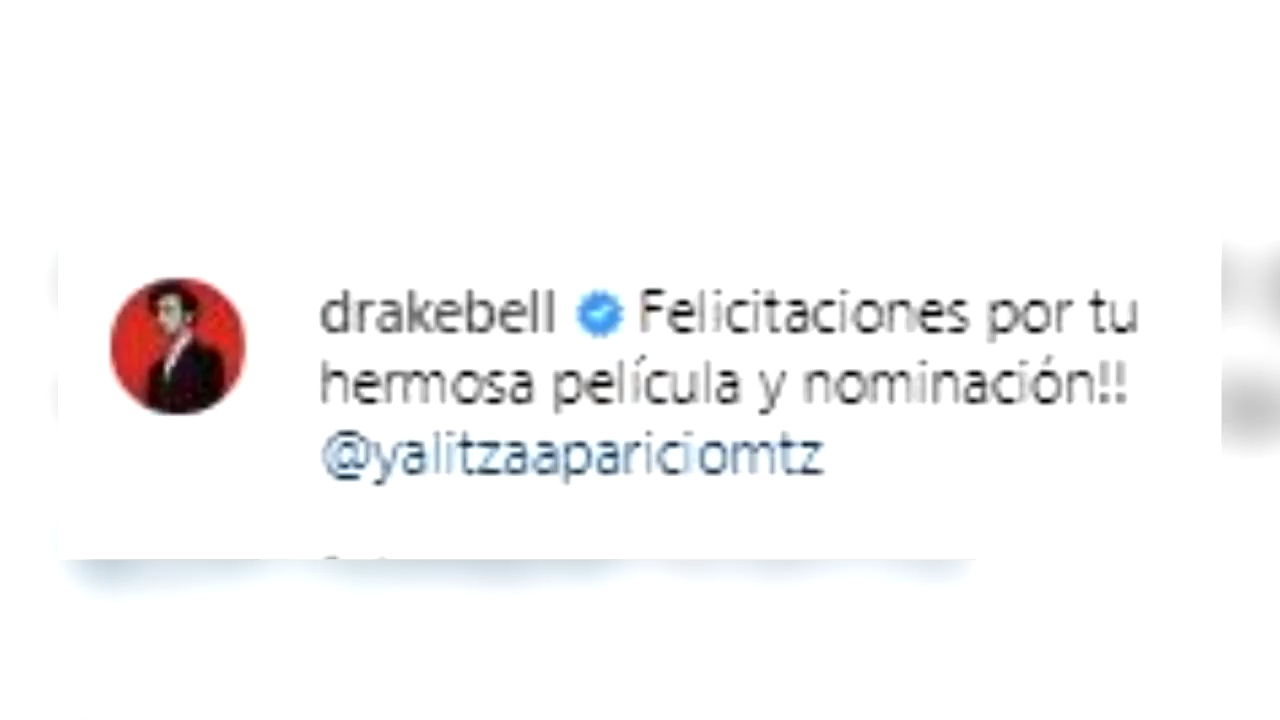 drakebell Felicitaciones por tu
hermosa película y nominación!!
@yalitzaapariciomtz